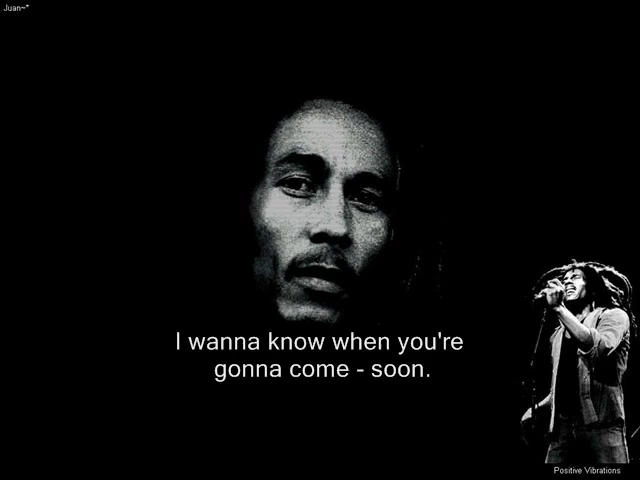 Juan~*
I wanna know when you're
gonna come - soon.
Positive Vibrations